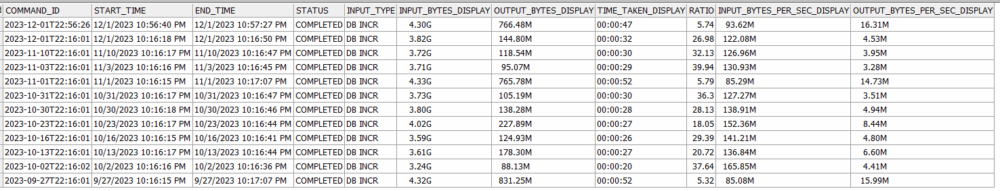 COMMAND_ID START_TIME END_TIME STATUS INPUT_TYPE INPUT_BYTES_DISPLAY OUTPUT_BYTES_DISPLAY TIME_TAKEN_DISPLAY RATIO INPUT_BYTES_PER_SEC_DISPLAY OUTPUT_BYTES_PER_SEC_DISPLAY
2023-12-01T22:56:26 12/1/2023 10:56:40 PM 12/1/2023 10:57:27 PM COMPLETED DB INCR 4.30G 766.48M 00:00:47 5.74 93.62M 16.31M
2023-12-01T22:16:01 12/1/2023 10:16:18 PM 12/1/2023 10:16:50 PM COMPLETED DB INCR 3.82G 144.80M 00:00:32 26.98 122.08M 4.53M
2023-11-10T22:16:01 11/10/2023 10:16:17 PM 11/10/2023 10:16:47 PM COMPLETED DB INCR 3.72G 118.54M 00:00:30 32.13 126.96M 3.95M
2023-11-03T22:16:01 11/3/2023 10:16:16 PM 11/3/2023 10:16:45 PM COMPLETED DB INCR 3.71G 95.07M 00:00:29 39.94 130.93M 3.28M
2023-11-01T22:16:01 11/1/2023 10:16:15 PM 11/1/2023 10:17:07 PM COMPLETED DB INCR 4.33G 765.78M 00:00:52 5.79 85.29M 14.73M
2023-10-31T22:16:01 10/31/2023 10:16:17 PM 10/31/2023 10:16:47 PM COMPLETED DB INCR 3.73G 105.19M 00:00:30 36.3 127.27M 3.51M
2023-10-30T22:16:01 10/30/2023 10:16:18 PM 10/30/2023 10:16:46 PM COMPLETED DB INCR 3.80G 138.28M 00:00:28 28.13 138.91M 4.94M
2023-10-23T22:16:01 10/23/2023 10:16:17 PM 10/23/2023 10:16:44 PM COMPLETED DB INCR 4.02G 227.89M 00:00:27 18.05 152.36M 8.44M
2023-10-16T22:16:01 10/16/2023 10:16:15 PM 10/16/2023 10:16:41 PM COMPLETED DB INCR 3.59G 124.93M 00:00:26 29.39 141.21M 4.80M
2023-10-13T22:16:01 10/13/2023 10:16:17 PM 10/13/2023 10:16:44 PM COMPLETED DB INCR 3.61G 178.30M 00:00:27 20.72 136.84M 6.60M
2023-10-02T22:16:02 10/2/2023 10:16:16 PM 10/2/2023 10:16:36 PM COMPLETED DB INCR 3.24G 88.13M 00:00:20 37.64 165.85M 4.41M
2023-09-27T22:16:01 9/27/2023 10:16:15 PM 9/27/2023 10:17:07 PM COMPLETED DB INCR 4.32G 831.25M 00:00:52 5.32 85.08M 15.99M